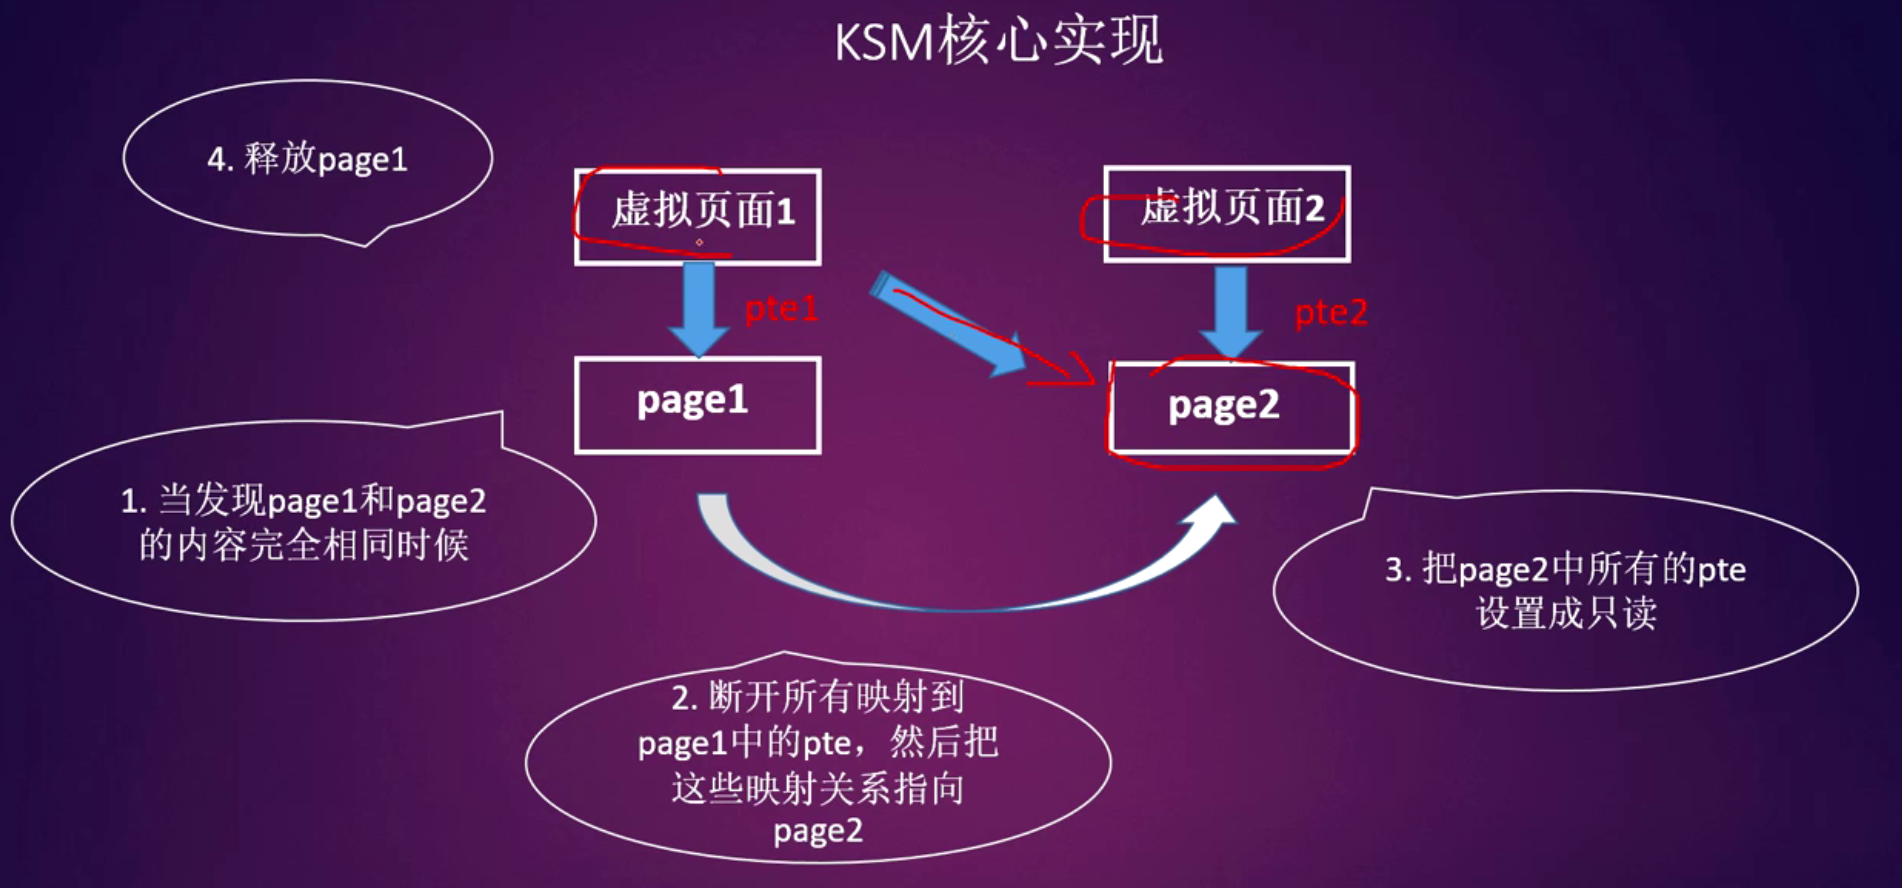 KSM核心实现
4. 释放page1
虚拟页面1
虚拟页面2
pte1
pte2
page1
page2
1. 当发现page1和page2
的内容完全相同时候
3. 把page2中所有的pte
设置成只读
2. 断开所有映射到
page1中的pte，然后把
这些映射关系指向
page2